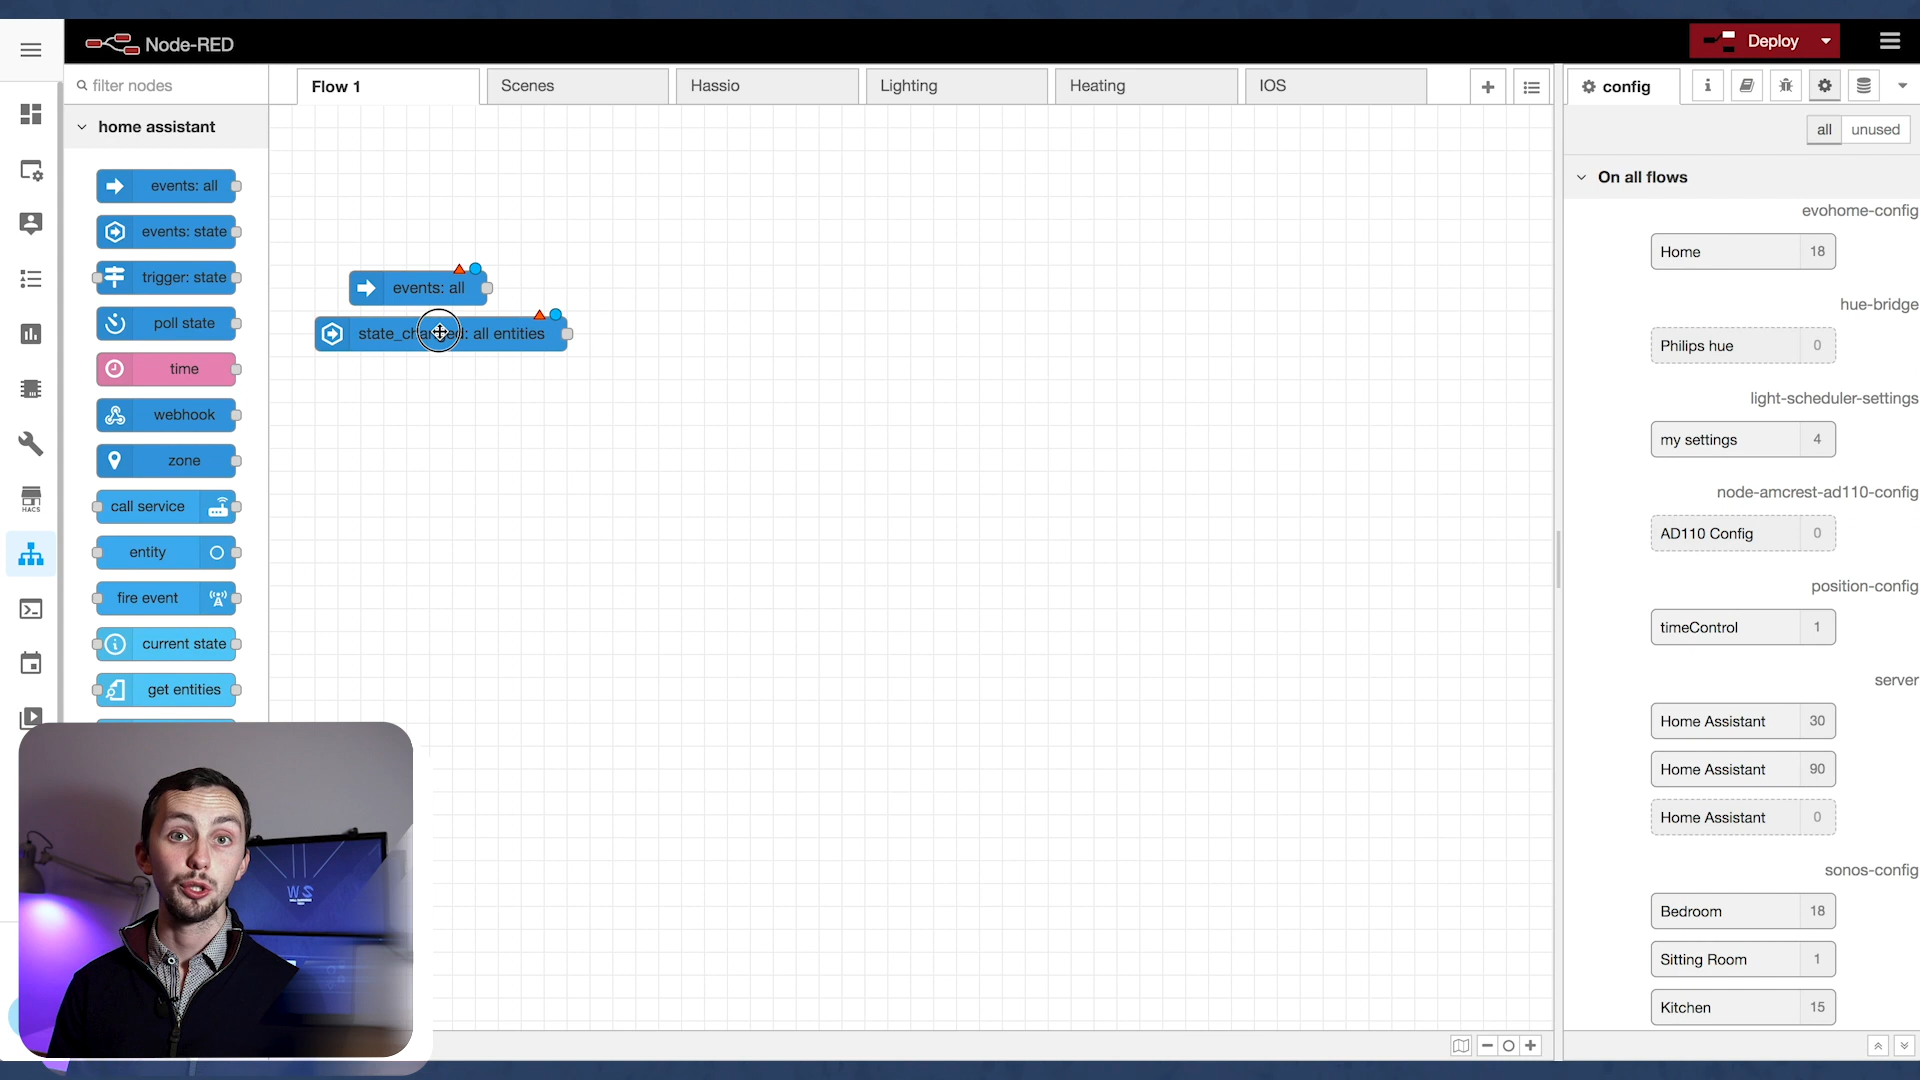 Node-RED
Deploy
filter nodes
Flow 1
Scenes
Hassio
Lighting
Heating
IOS
config
all
unused
home assistant
events: all
events: state
trigger: state
poll state
time
webhook
zone
call service
entity
fire event
current state
get entities
HACS
events: all
state_changed: all entities
On all flows
evohome-config
Home 18
hue-bridge
Philips hue 0
light-scheduler-settings
my settings 4
node-amcrest-ad110-config
AD110 Config 0
position-config
timeControl 1
server
Home Assistant 30
Home Assistant 90
Home Assistant 0
sonos-config
Bedroom 18
Sitting Room 1
Kitchen 15
WS